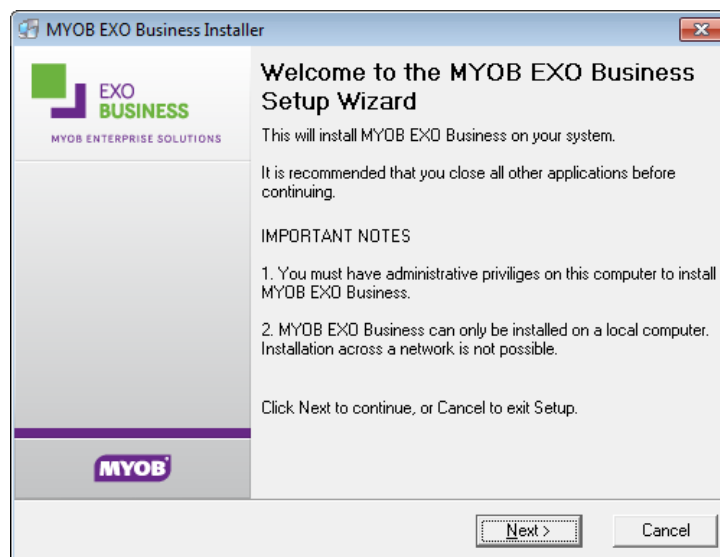 MYOB EXO Business Installer
EXO
BUSINESS
MYOB ENTERPRISE SOLUTIONS
Welcome to the MYOB EXO Business
Setup Wizard
This will install MYOB EXO Business on your system.
It is recommended that you close all other applications before
continuing.
IMPORTANT NOTES
1. You must have administrative priviliges on this computer to install
MYOB EXO Business.
2. MYOB EXO Business can only be installed on a local computer.
Installation across a network is not possible.
Click Next to continue, or Cancel to exit Setup.
MYOB
Next >
Cancel